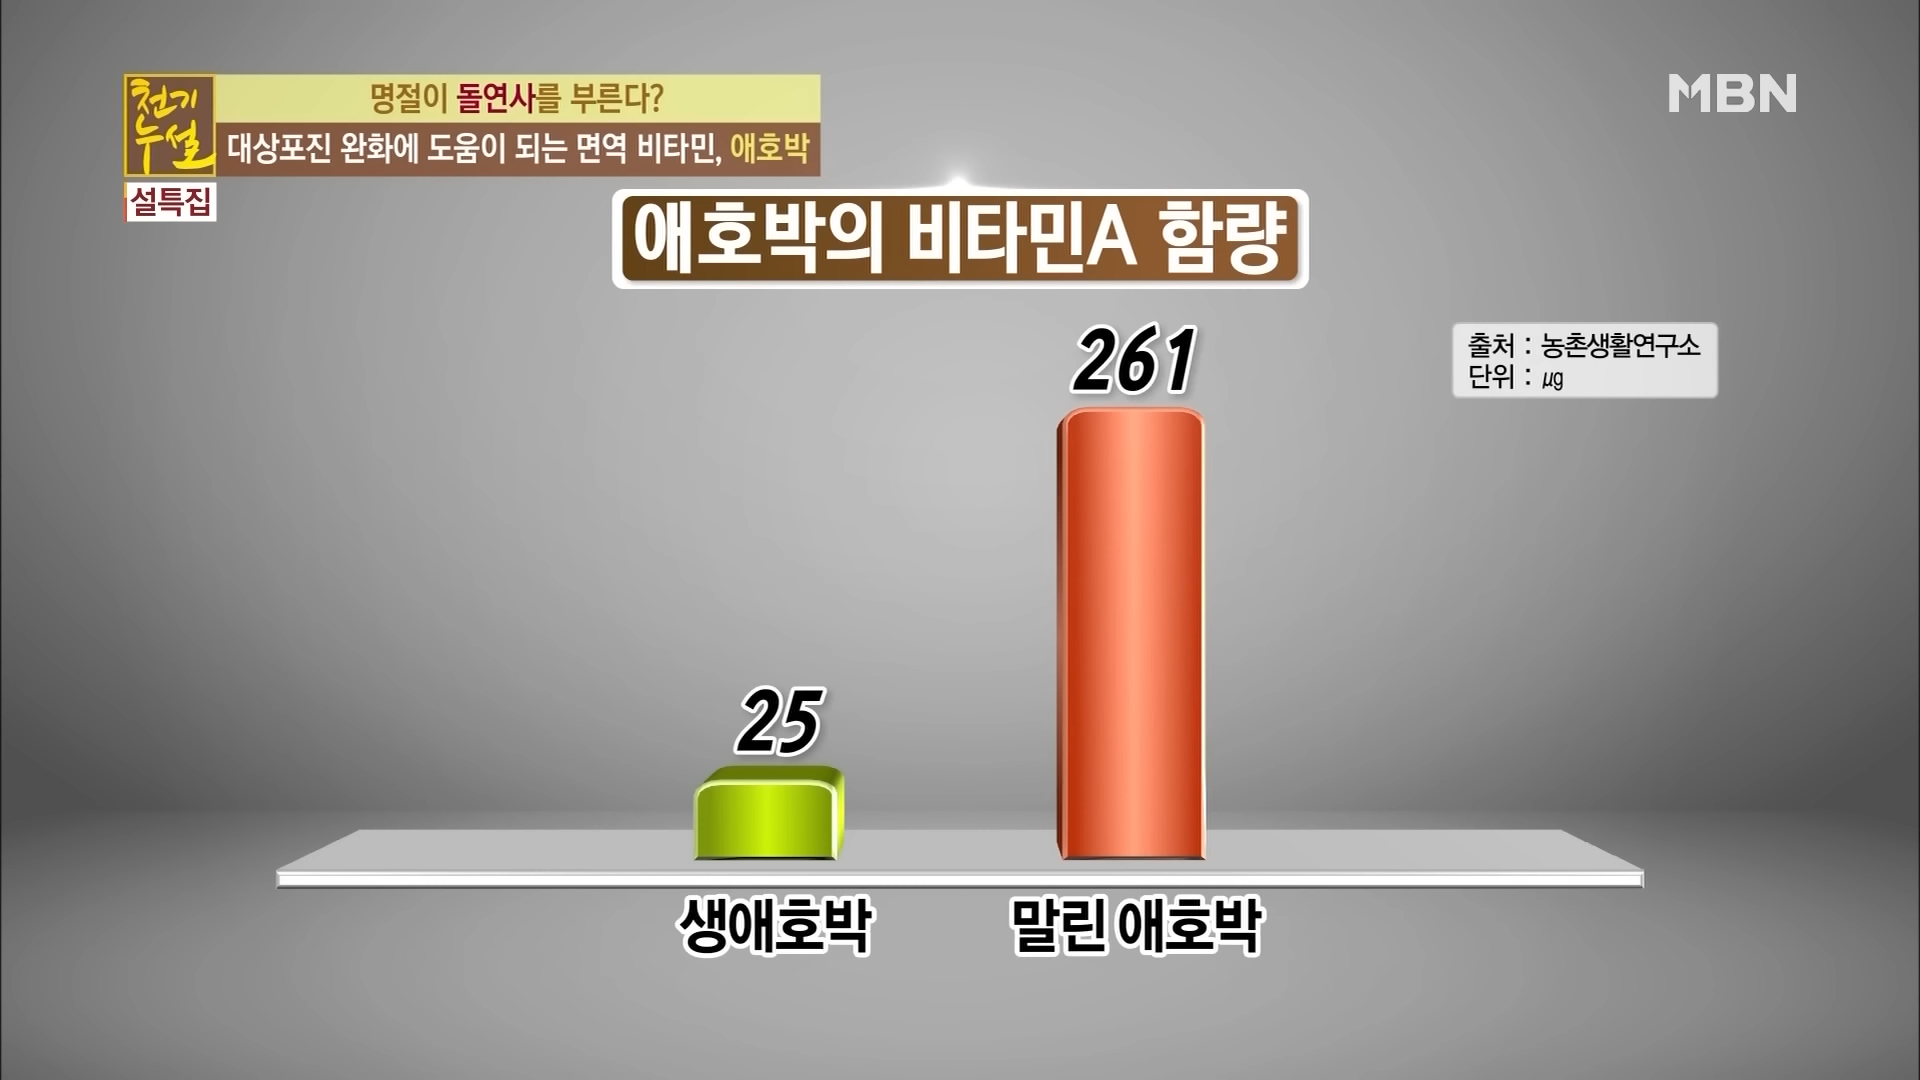 천기누설
명절이 돌연사를 부른다?
대상포진 완화에 도움이 되는 면역 비타민, 애호박
설특집
MBN
애호박의 비타민A 함량
출처 : 농촌생활연구소
단위 : ㎍
261
25
생애호박
말린 애호박